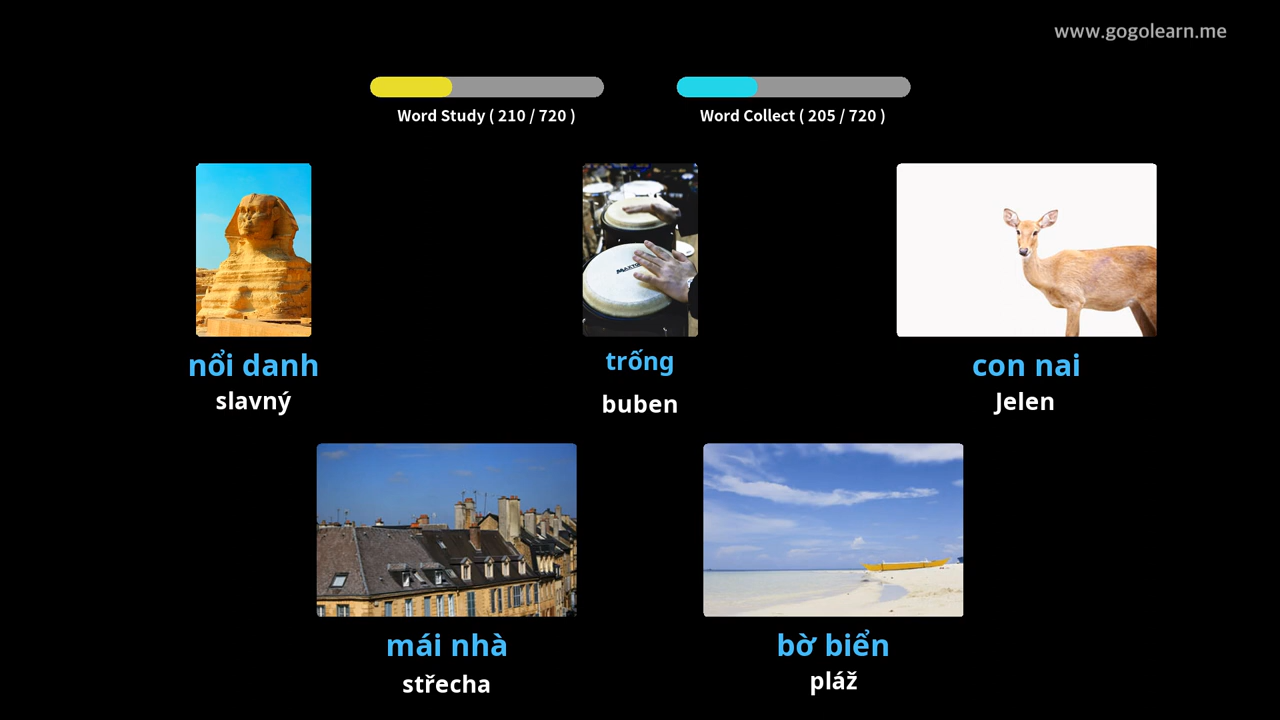 www.gogolearn.me
Word Study ( 210 / 720 )
Word Collect ( 205 / 720 )
nổi danh
slavný
trống
buben
con nai
Jelen
mái nhà
střecha
bờ biển
pláž